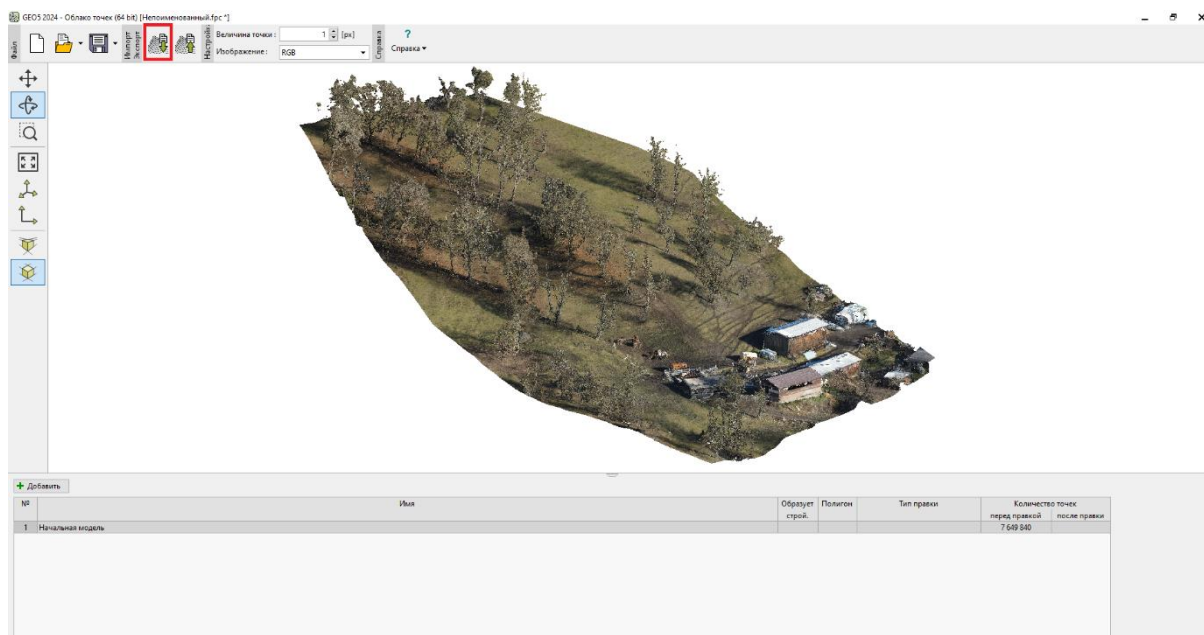 GEO5 2024 - Облако точек (64 bit) [Непоименованный.fpc *]
Файл
Импорт
Экспорт
Настройки
Величина точки :
1
[px]
Изображение :
RGB
Справка
?
Справка
Добавить
№
Имя
Образует
строй.
Полигон
Тип правки
Количество точек
перед правкой
после правки
1
Начальная модель
7 649 840